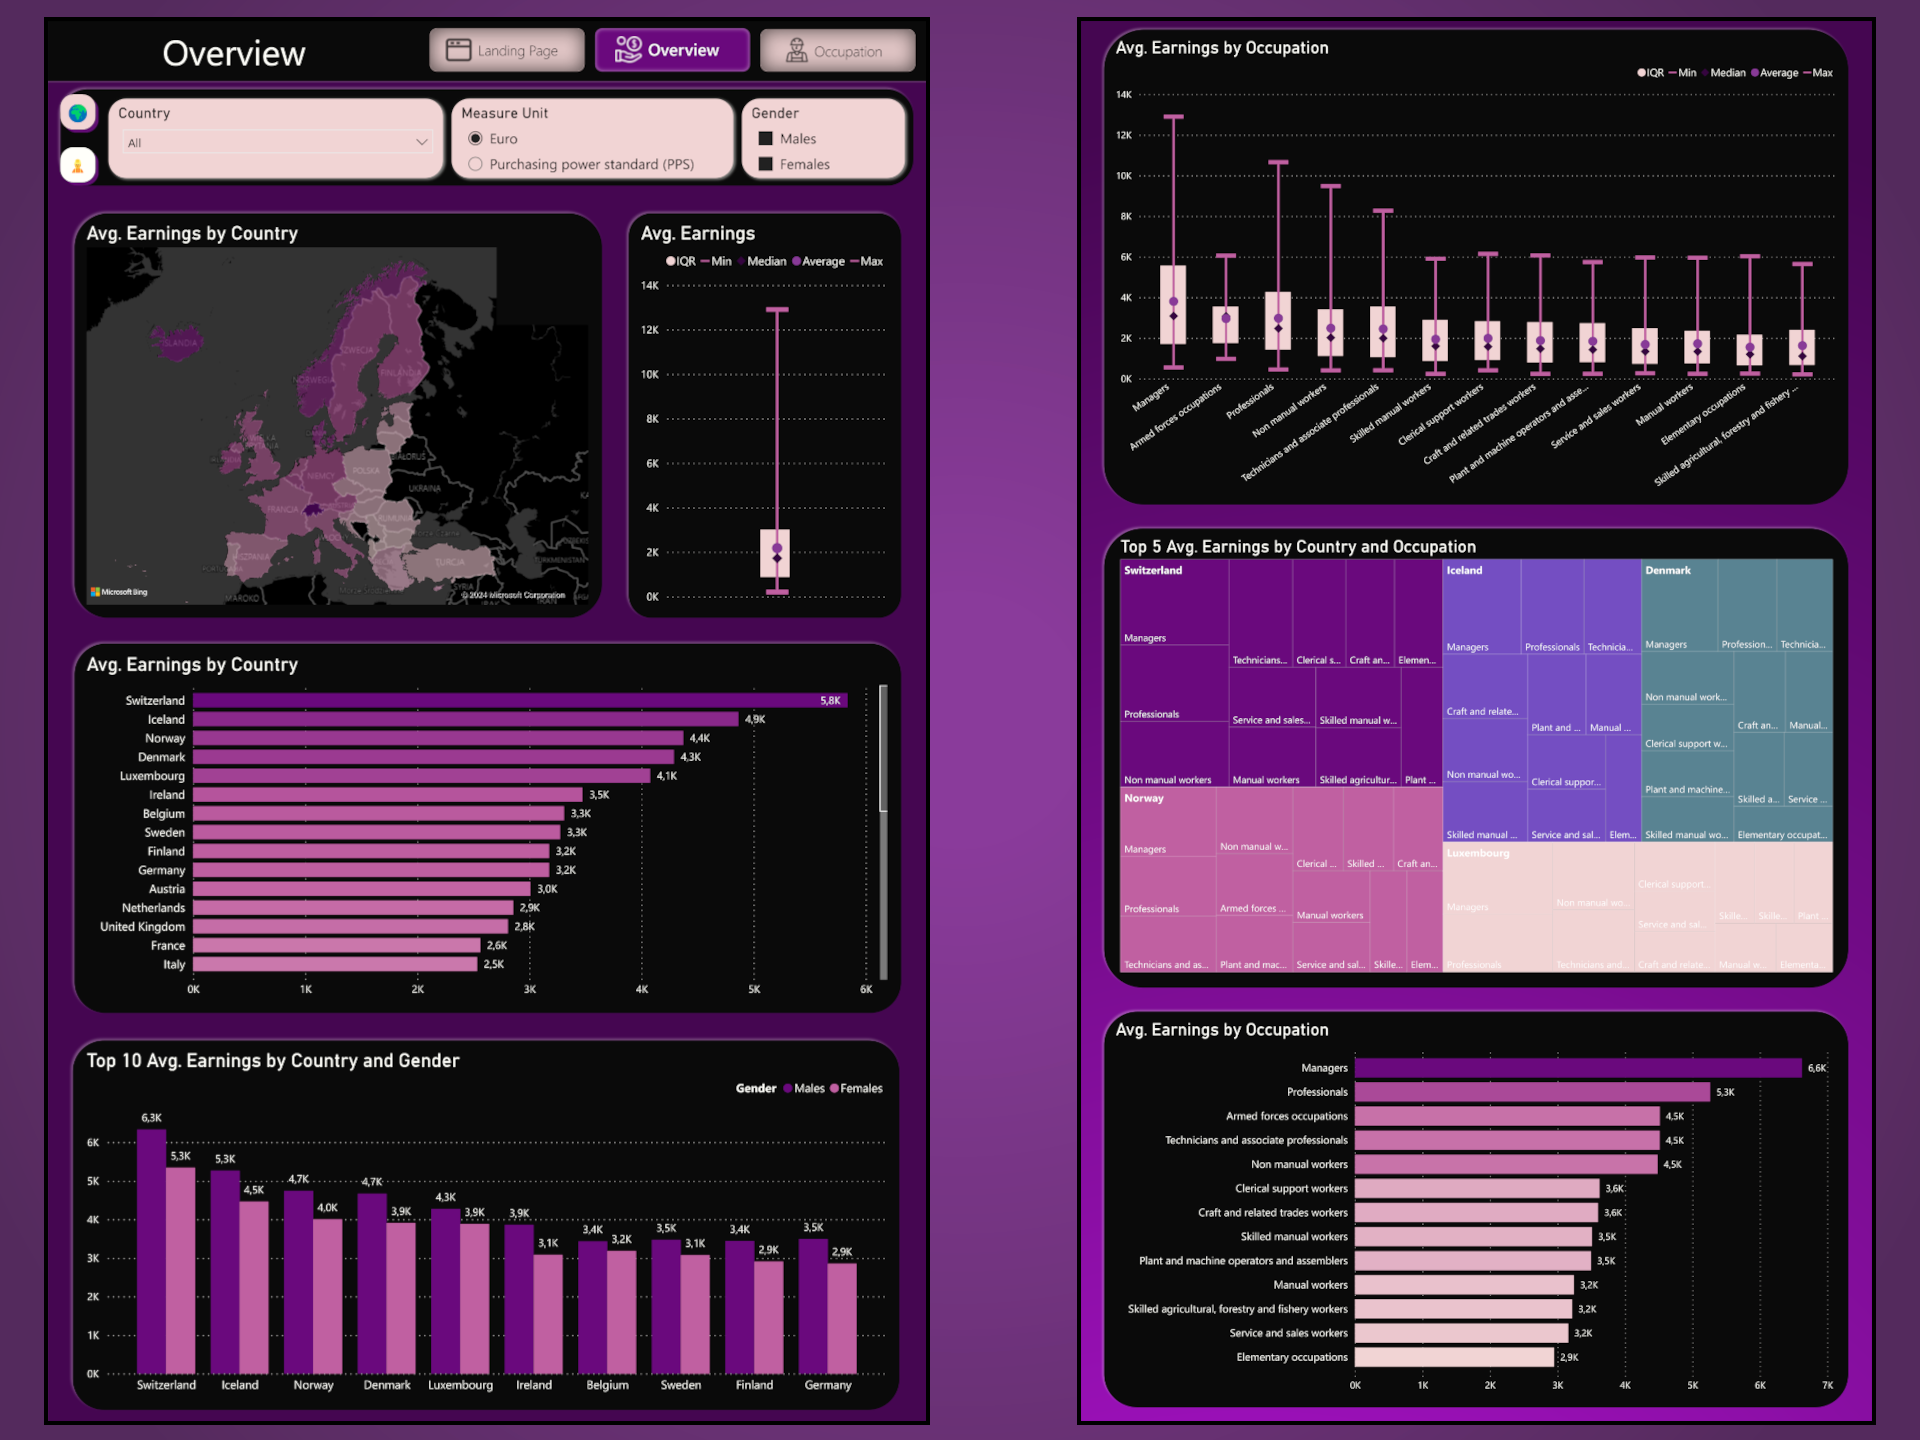 Overview
Landing Page
Overview
Occupation
Country
All
Measure Unit
Euro
Purchasing power standard (PPS)
Gender
Males
Females
Avg. Earnings by Country
ISLANDIA
SZWECJA
NORWEGIA
FINLANDIA
BIAŁORUŚ
POLSKA
NIEMCY
UKRAINA
FRANCJA
RUMUNIA
TURCJA
SYRIA
MAROKO
IRAN
Microsoft Bing
© 2024 Microsoft Corporation
Avg. Earnings
IQR Min Median Average Max
14K
12K
10K
8K
6K
4K
2K
0K
Avg. Earnings by Country
Switzerland 5,8K
Iceland 4,9K
Norway 4,4K
Denmark 4,3K
Luxembourg 4,1K
Ireland 3,5K
Belgium 3,3K
Sweden 3,3K
Finland 3,2K
Germany 3,2K
Austria 3,0K
Netherlands 2,9K
United Kingdom 2,8K
France 2,6K
Italy 2,5K
0K 1K 2K 3K 4K 5K 6K
Top 10 Avg. Earnings by Country and Gender
Gender Males Females
6K
5K
4K
3K
2K
1K
0K
6,3K 5,3K 5,3K 4,5K 4,7K 4,0K 4,7K 3,9K 4,3K 3,9K 3,9K 3,1K 3,4K 3,2K 3,5K 3,1K 3,4K 2,9K 3,5K 2,9K
Switzerland Iceland Norway Denmark Luxembourg Ireland Belgium Sweden Finland Germany
Avg. Earnings by Occupation
IQR Min Median Average Max
14K
12K
10K
8K
6K
4K
2K
0K
Managers
Armed forces occupations
Professionals
Non manual workers
Technicians and associate professionals
Skilled manual workers
Clerical support workers
Craft and related trades workers
Plant and machine operators and asse...
Service and sales workers
Manual workers
Elementary occupations
Skilled agricultural, forestry and fishery ...
Top 5 Avg. Earnings by Country and Occupation
Switzerland
Managers
Technicians... Clerical s... Craft an... Elemen...
Professionals
Service and sales... Skilled manual w...
Non manual workers
Manual workers Skilled agricultur... Plant ...
Iceland
Managers Professionals Technicia...
Craft and relate...
Plant and ... Manual ...
Non manual wo...
Clerical suppor...
Skilled manual ... Service and sal... Elem...
Denmark
Managers Profession... Technicia...
Non manual work...
Craft an... Manual...
Clerical support w...
Plant and machine...
Skilled a... Service ...
Skilled manual wo... Elementary occupat...
Norway
Managers
Non manual w...
Clerical ... Skilled ... Craft an...
Professionals
Armed forces ...
Manual workers
Technicians and as... Plant and mac... Service and sal... Skille... Elem...
Luxembourg
Managers
Non manual wo...
Clerical support...
Service and sal...
Skille... Skille... Plant ...
Professionals
Technicians and... Craft and relate... Manual w... Elementa...
Avg. Earnings by Occupation
Managers 6,6K
Professionals 5,3K
Armed forces occupations 4,5K
Technicians and associate professionals 4,5K
Non manual workers 4,5K
Clerical support workers 3,6K
Craft and related trades workers 3,6K
Skilled manual workers 3,5K
Plant and machine operators and assemblers 3,5K
Manual workers 3,2K
Skilled agricultural, forestry and fishery workers 3,2K
Service and sales workers 3,2K
Elementary occupations 2,9K
0K 1K 2K 3K 4K 5K 6K 7K